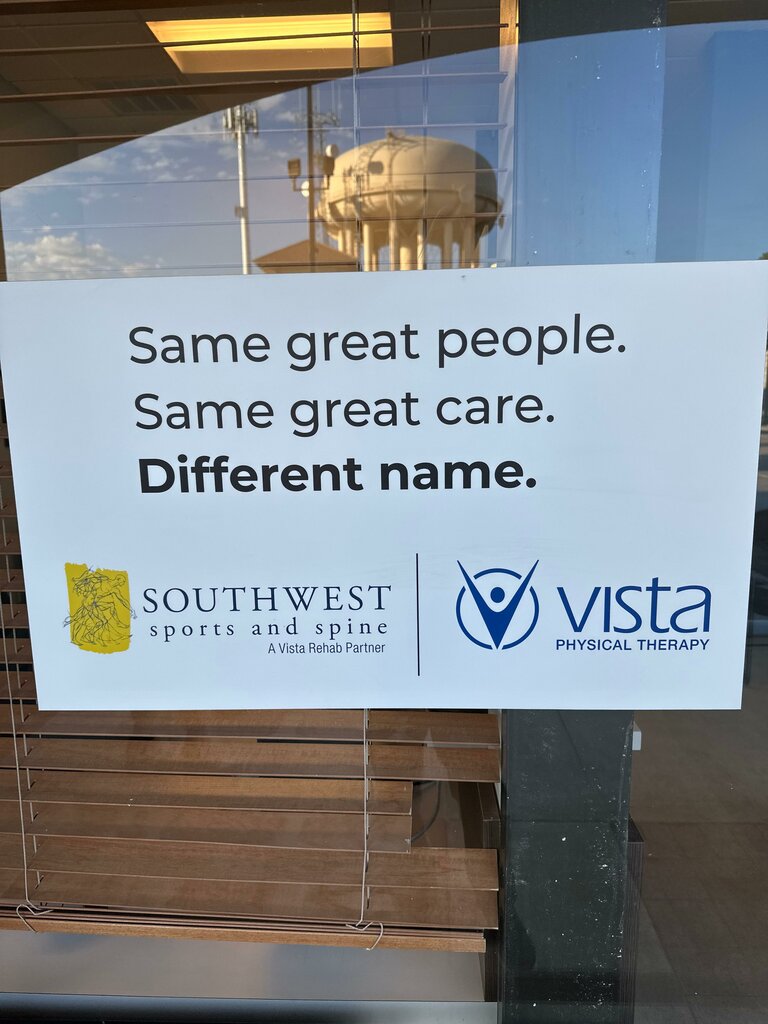 Same great people.
Same great care.
Different name.
SOUTHWEST
sports and spine
A Vista Rehab Partner
vista
PHYSICAL THERAPY